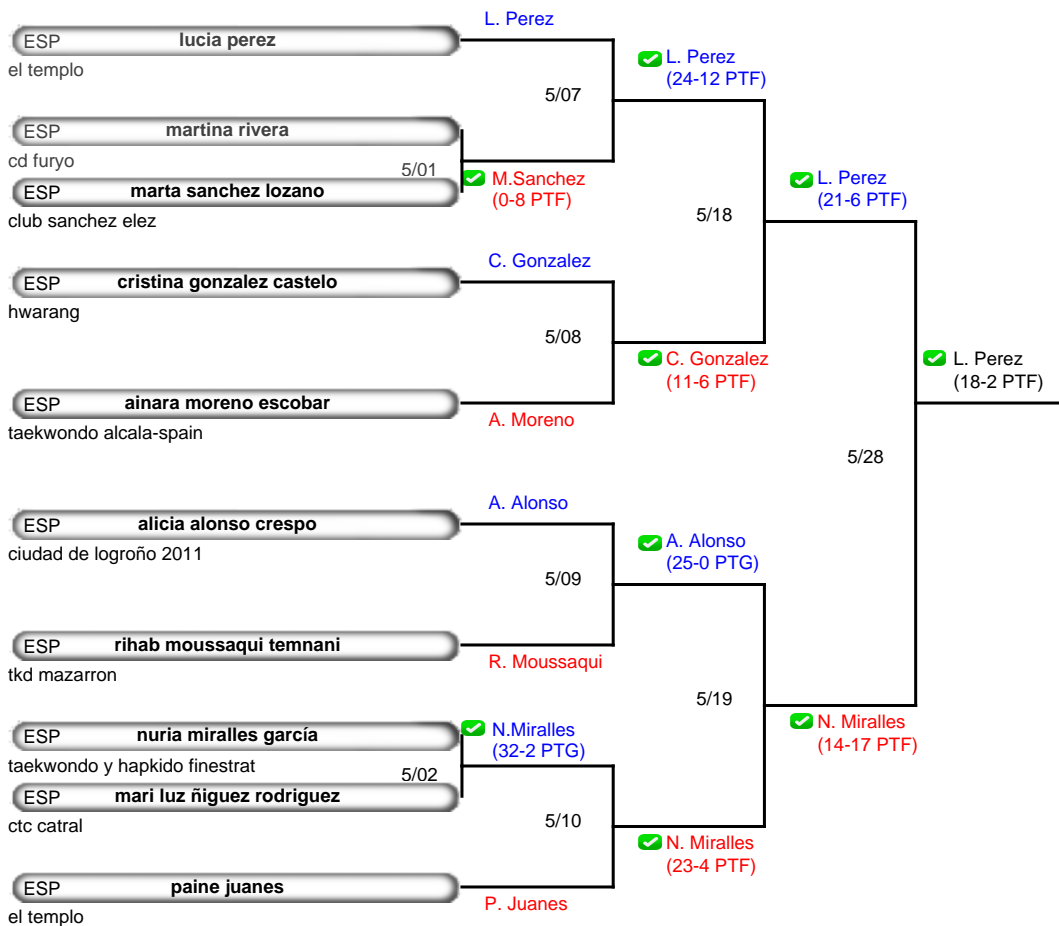 L. Perez
ESP lucia perez
el templo
5/07
L. Perez
(24-12 PTF)
ESP martina rivera
cd furyo
5/01
ESP marta sanchez lozano
club sanchez elez
M.Sanchez
(0-8 PTF)
5/18
L. Perez
(21-6 PTF)
C. Gonzalez
ESP cristina gonzalez castelo
hwarang
5/08
C. Gonzalez
(11-6 PTF)
ESP ainara moreno escobar
taekwondo alcala-spain
A. Moreno
L. Perez
(18-2 PTF)
5/28
A. Alonso
ESP alicia alonso crespo
ciudad de logroño 2011
5/09
A. Alonso
(25-0 PTG)
ESP rihab moussaqui temnani
tkd mazarron
R. Moussaqui
5/19
N. Miralles
(14-17 PTF)
ESP nuria miralles garcía
taekwondo y hapkido finestrat
N.Miralles
(32-2 PTG)
5/02
ESP mari luz ñiguez rodriguez
ctc catral
5/10
N. Miralles
(23-4 PTF)
ESP paine juanes
el templo
P. Juanes